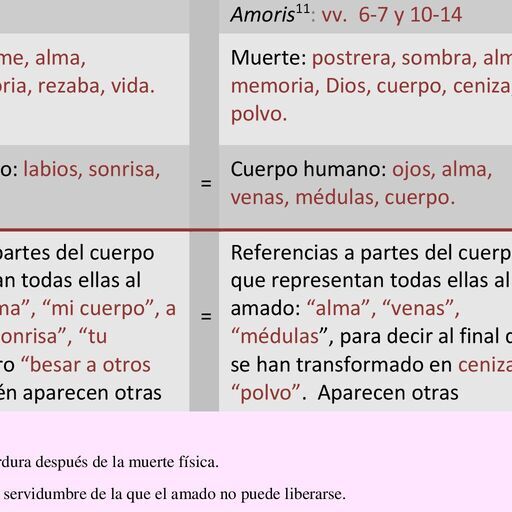 Amoris11: vv. 6-7 y 10-14
me, alma,
ria, rezaba, vida.
Muerte: postrera, sombra, alm
memoria, Dios, cuerpo, ceniza
polvo.
o: labios, sonrisa,
=
Cuerpo humano: ojos, alma,
venas, médulas, cuerpo.
partes del cuerpo
an todas ellas al
ma”, “mi cuerpo”, a
onrisa”, “tu
ro “besar a otros
én aparecen otras
=
Referencias a partes del cuerp
que representan todas ellas al
amado: “alma”, “venas”,
“médulas”, para decir al final q
se han transformado en ceniza
“polvo”. Aparecen otras
rdura después de la muerte física.
servidumbre de la que el amado no puede liberarse.